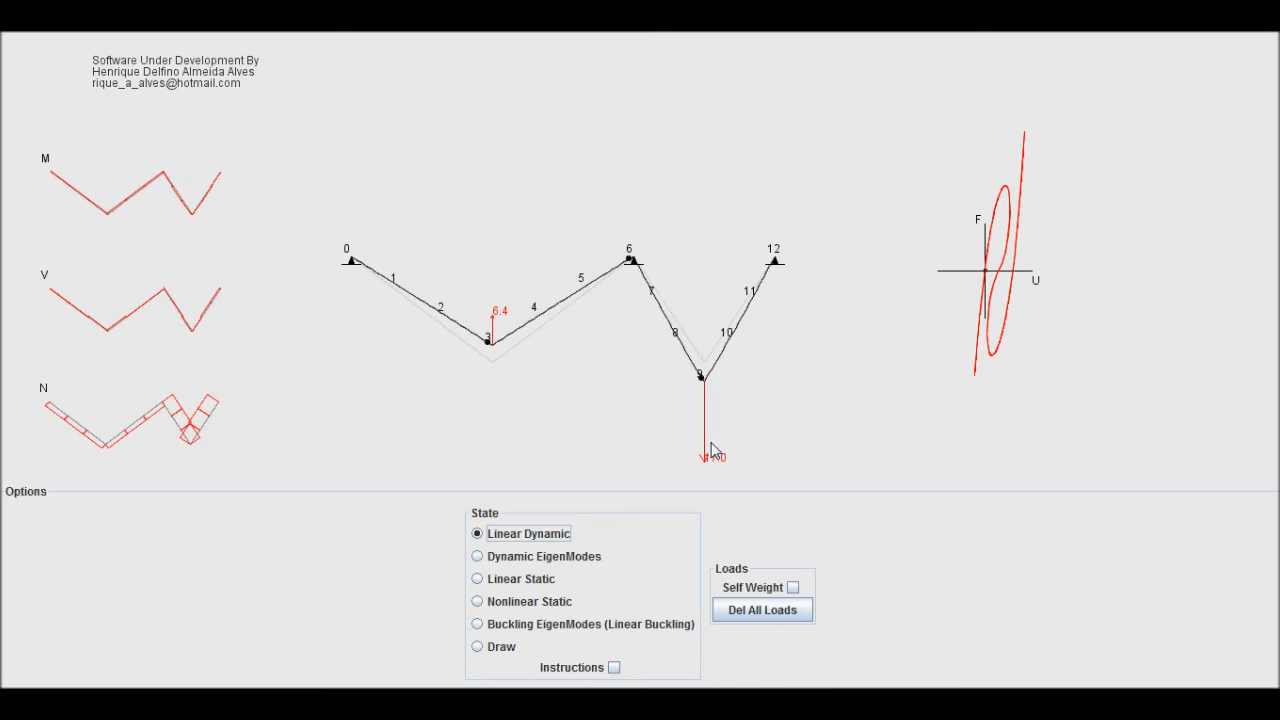 Software Under Development By
Henrique Delfino Almeida Alves
rique_a_alves@hotmail.com
M
V
N
0
1
2
3
4
5
6
7
8
9
10
11
12
6.4
F
U
Options
State
Linear Dynamic
Dynamic EigenModes
Linear Static
Nonlinear Static
Buckling EigenModes (Linear Buckling)
Draw
Instructions
Loads
Self Weight
Del All Loads